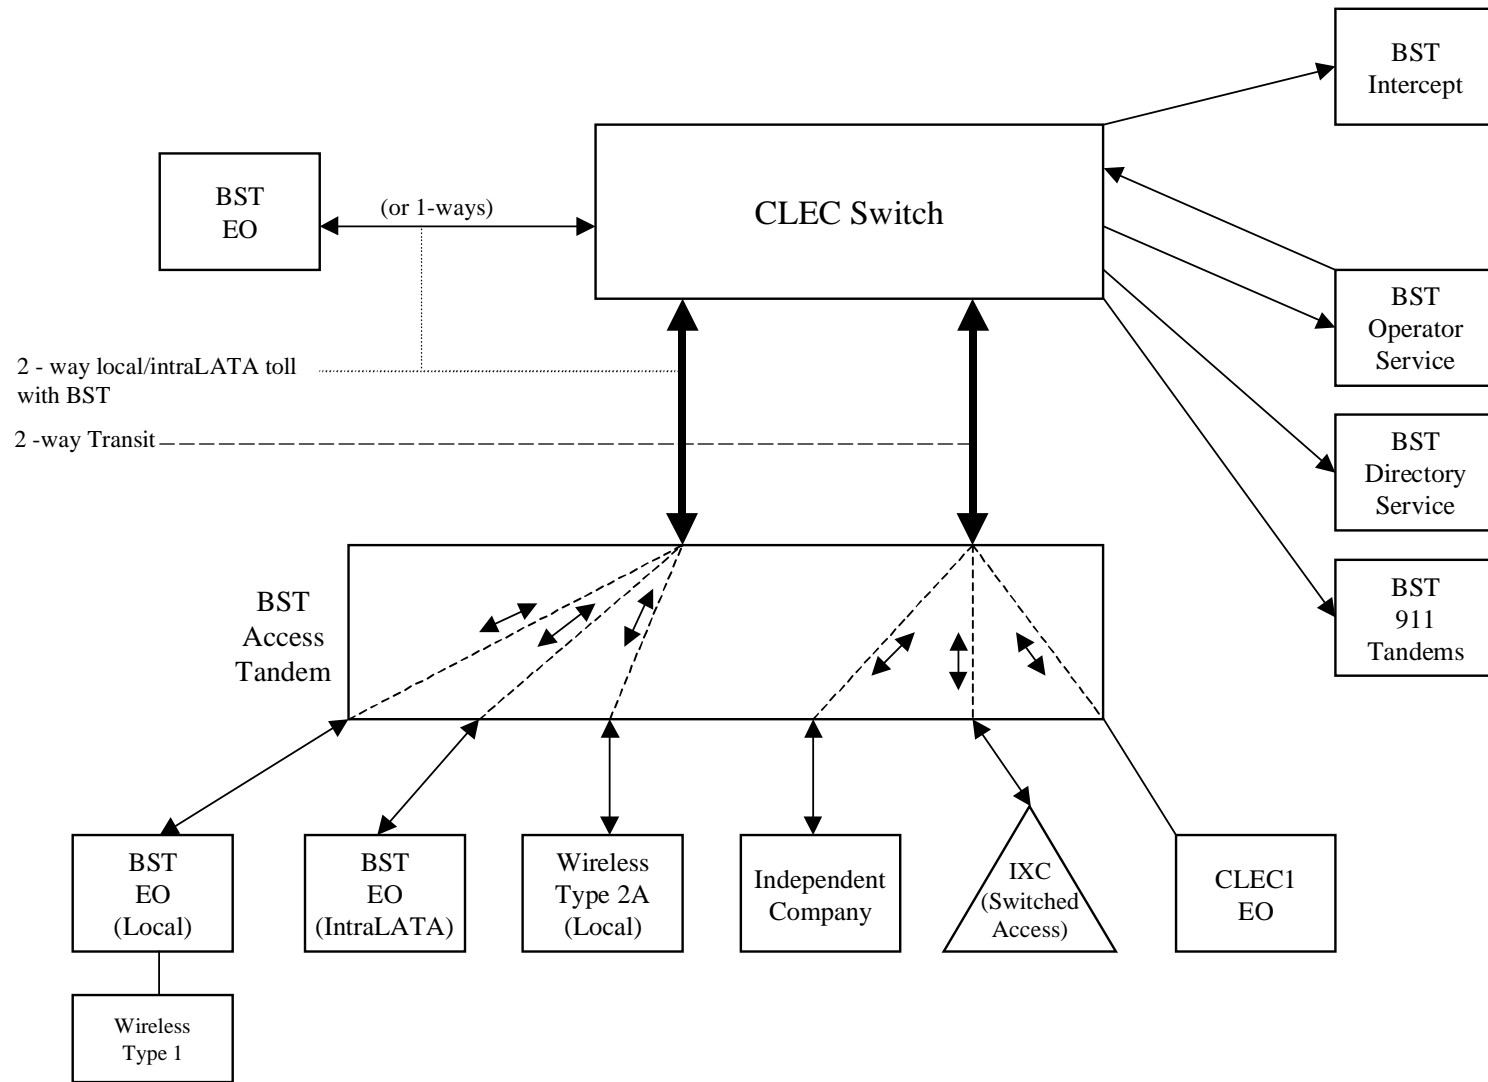 BST
Intercept
CLEC Switch
BST
EO
(or 1-ways)
BST
Operator
Service
2 - way local/intraLATA toll
with BST
2 -way Transit
BST
Directory
Service
BST
911
Tandems
BST
Access
Tandem
BST
EO
(Local)
BST
EO
(IntraLATA)
Wireless
Type 2A
(Local)
Independent
Company
IXC
(Switched
Access)
CLEC1
EO
Wireless
Type 1